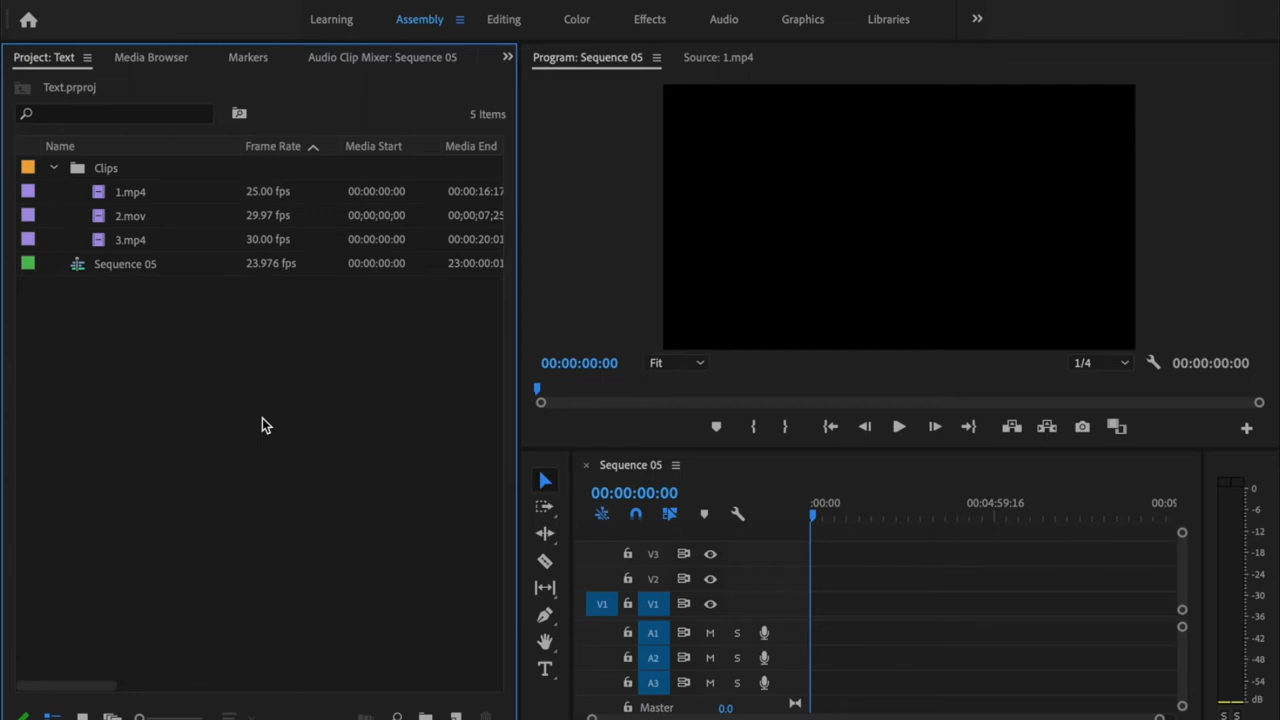 Learning Assembly Editing Color Effects Audio Graphics Libraries
Project: Text Media Browser Markers Audio Clip Mixer: Sequence 05
Text.prproj
5 Items
Name Frame Rate Media Start Media End
Clips
1.mp4 25.00 fps 00:00:00:00 00:00:16:17
2.mov 29.97 fps 00;00;00;00 00;00;07;25
3.mp4 30.00 fps 00:00:00:00 00:00:20:01
Sequence 05 23.976 fps 00:00:00:00 23:00:00:01
Program: Sequence 05 Source: 1.mp4
00:00:00:00 Fit 1/4 00:00:00:00
Sequence 05
00:00:00:00
:00:00 00:04:59:16 00:09
V3
V2
V1 V1
A1 M S
A2 M S
A3 M S
Master 0.0
0
-6
-12
-18
-24
-30
-36
-42
-48
-54
dB
S S